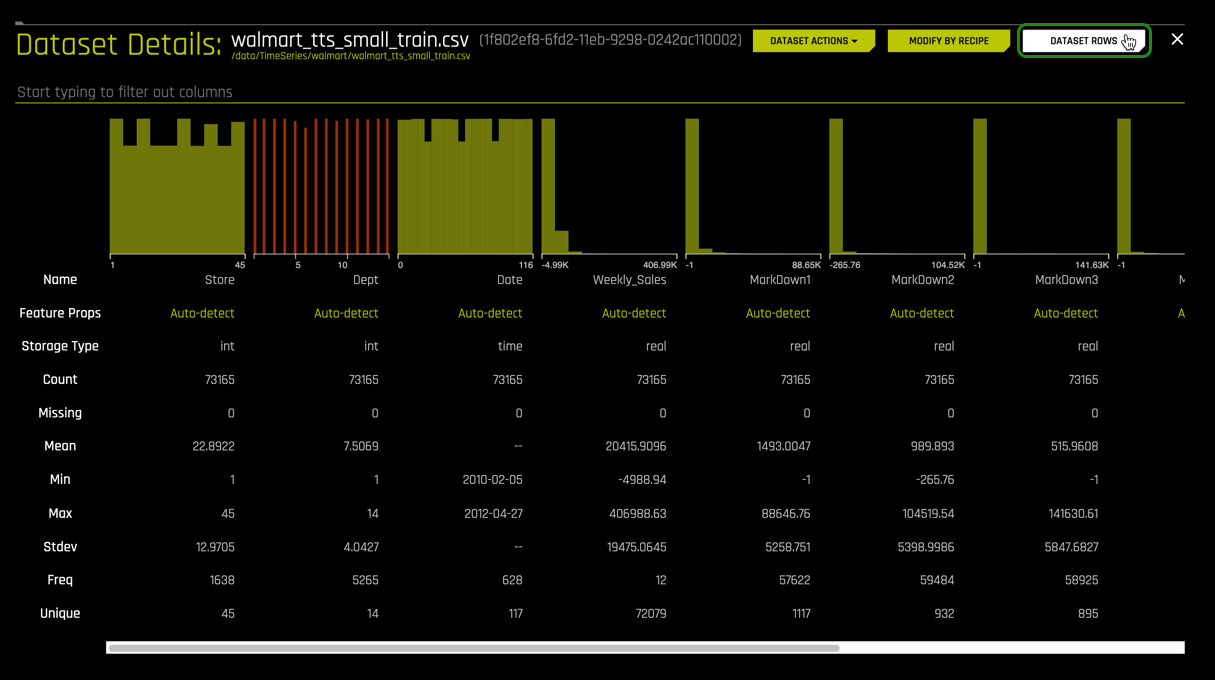 Dataset Details: walmart_tts_small_train.csv (1f802ef8-6fd2-11eb-9298-0242ac110002) DATASET ACTIONS MODIFY BY RECIPE DATASET ROWS
/data/TimeSeries/walmart/walmart_tts_small_train.csv
Start typing to filter out columns
1 45 5 10 0 116 -4.99K 406.99K -1 88.65K -265.76 104.52K -1 141.63K -1
Name Store Dept Date Weekly_Sales MarkDown1 MarkDown2 MarkDown3
Feature Props Auto-detect Auto-detect Auto-detect Auto-detect Auto-detect Auto-detect Auto-detect A
Storage Type int int time real real real real
Count 73165 73165 73165 73165 73165 73165 73165
Missing 0 0 0 0 0 0 0
Mean 22.8922 7.5069 -- 20415.9096 1493.0047 989.893 515.9608
Min 1 1 2010-02-05 -4988.94 -1 -265.76 -1
Max 45 14 2012-04-27 406988.63 88646.76 104519.54 141630.61
Stdev 12.9705 4.0427 -- 19475.0645 5258.751 5398.9986 5847.6827
Freq 1638 5265 628 12 57622 59484 58925
Unique 45 14 117 72079 1117 932 895